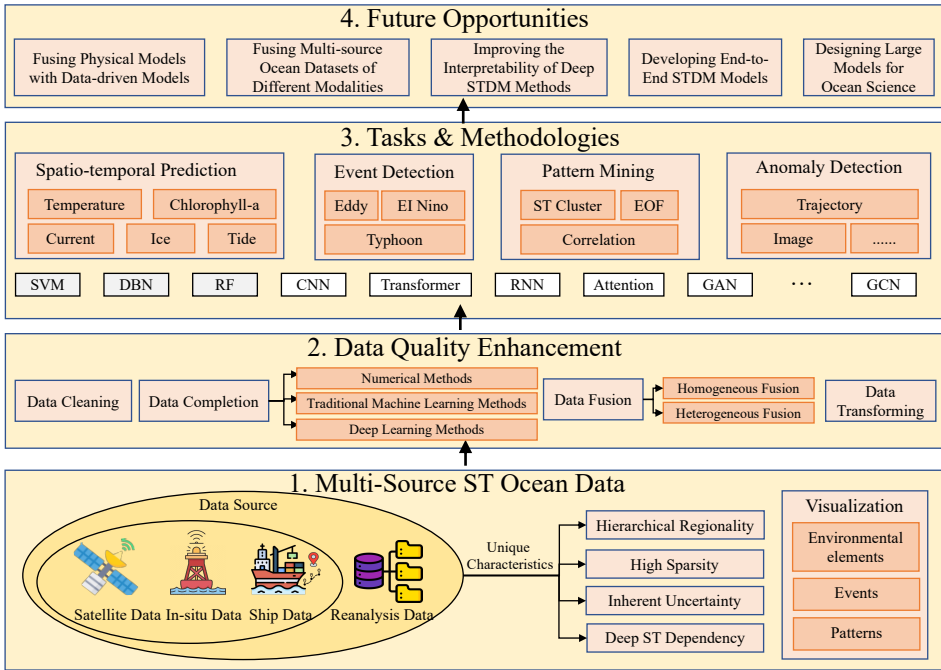 4. Future Opportunities
Fusing Physical Models
with Data-driven Models
Fusing Multi-source
Ocean Datasets of
Different Modalities
Improving the
Interpretability of Deep
STDM Methods
Developing End-to-
End STDM Models
Designing Large
Models for
Ocean Science
3. Tasks & Methodologies
Spatio-temporal Prediction
Temperature
Chlorophyll-a
Current
Ice
Tide
Event Detection
Eddy
EI Nino
Typhoon
Pattern Mining
ST Cluster
EOF
Correlation
Anomaly Detection
Trajectory
Image
......
SVM
DBN
RF
CNN
Transformer
RNN
Attention
GAN
...
GCN
2. Data Quality Enhancement
Data Cleaning
Data Completion
Numerical Methods
Traditional Machine Learning Methods
Deep Learning Methods
Data Fusion
Homogeneous Fusion
Heterogeneous Fusion
Data
Transforming
1. Multi-Source ST Ocean Data
Data Source
Satellite Data
In-situ Data
Ship Data
Reanalysis Data
Unique
Characteristics
Hierarchical Regionality
High Sparsity
Inherent Uncertainty
Deep ST Dependency
Visualization
Environmental
elements
Events
Patterns